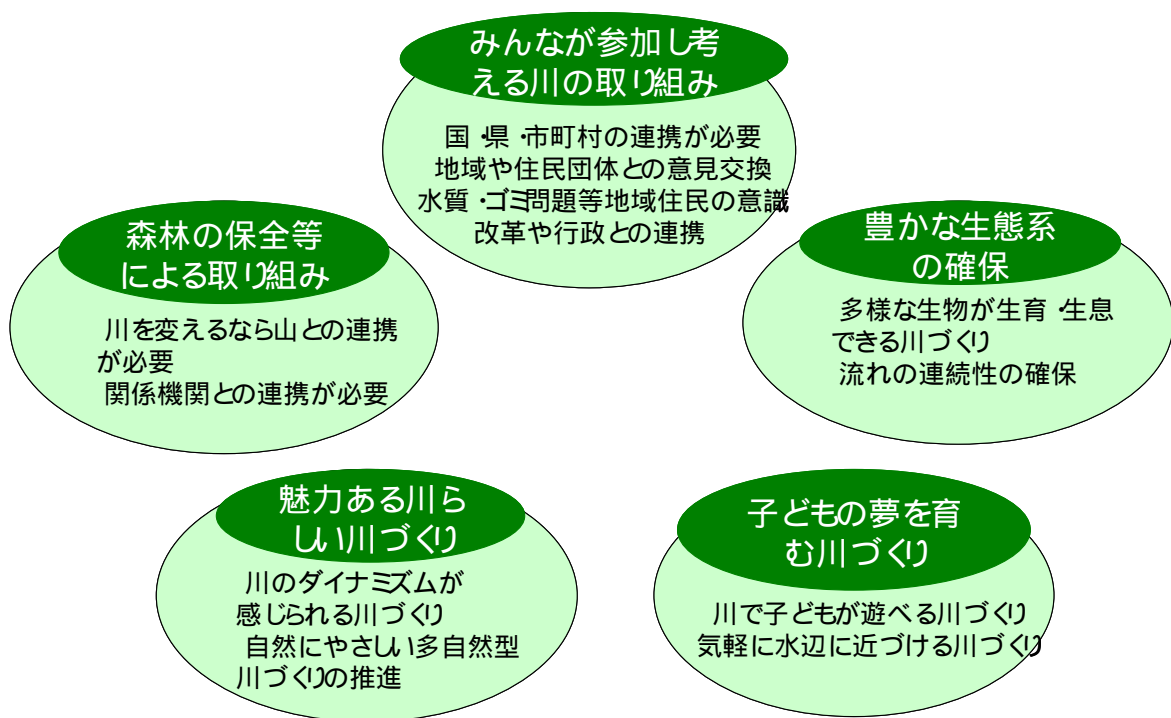 みんなが参加し考
える川の取り組み
国・県・市町村の連携が必要
地域や住民団体との意見交換
水質・ゴミ問題等地域住民の意識
改革や行政との連携
森林の保全等
による取り組み
川を変えるなら山との連携
が必要
関係機関との連携が必要
豊かな生態系
の確保
多様な生物が生育・生息
できる川づくり
流れの連続性の確保
魅力ある川ら
しい川づくり
川のダイナミズムが
感じられる川づくり
自然にやさしい多自然型
川づくりの推進
子どもの夢を育
む川づくり
川で子どもが遊べる川づくり
気軽に水辺に近づける川づくり